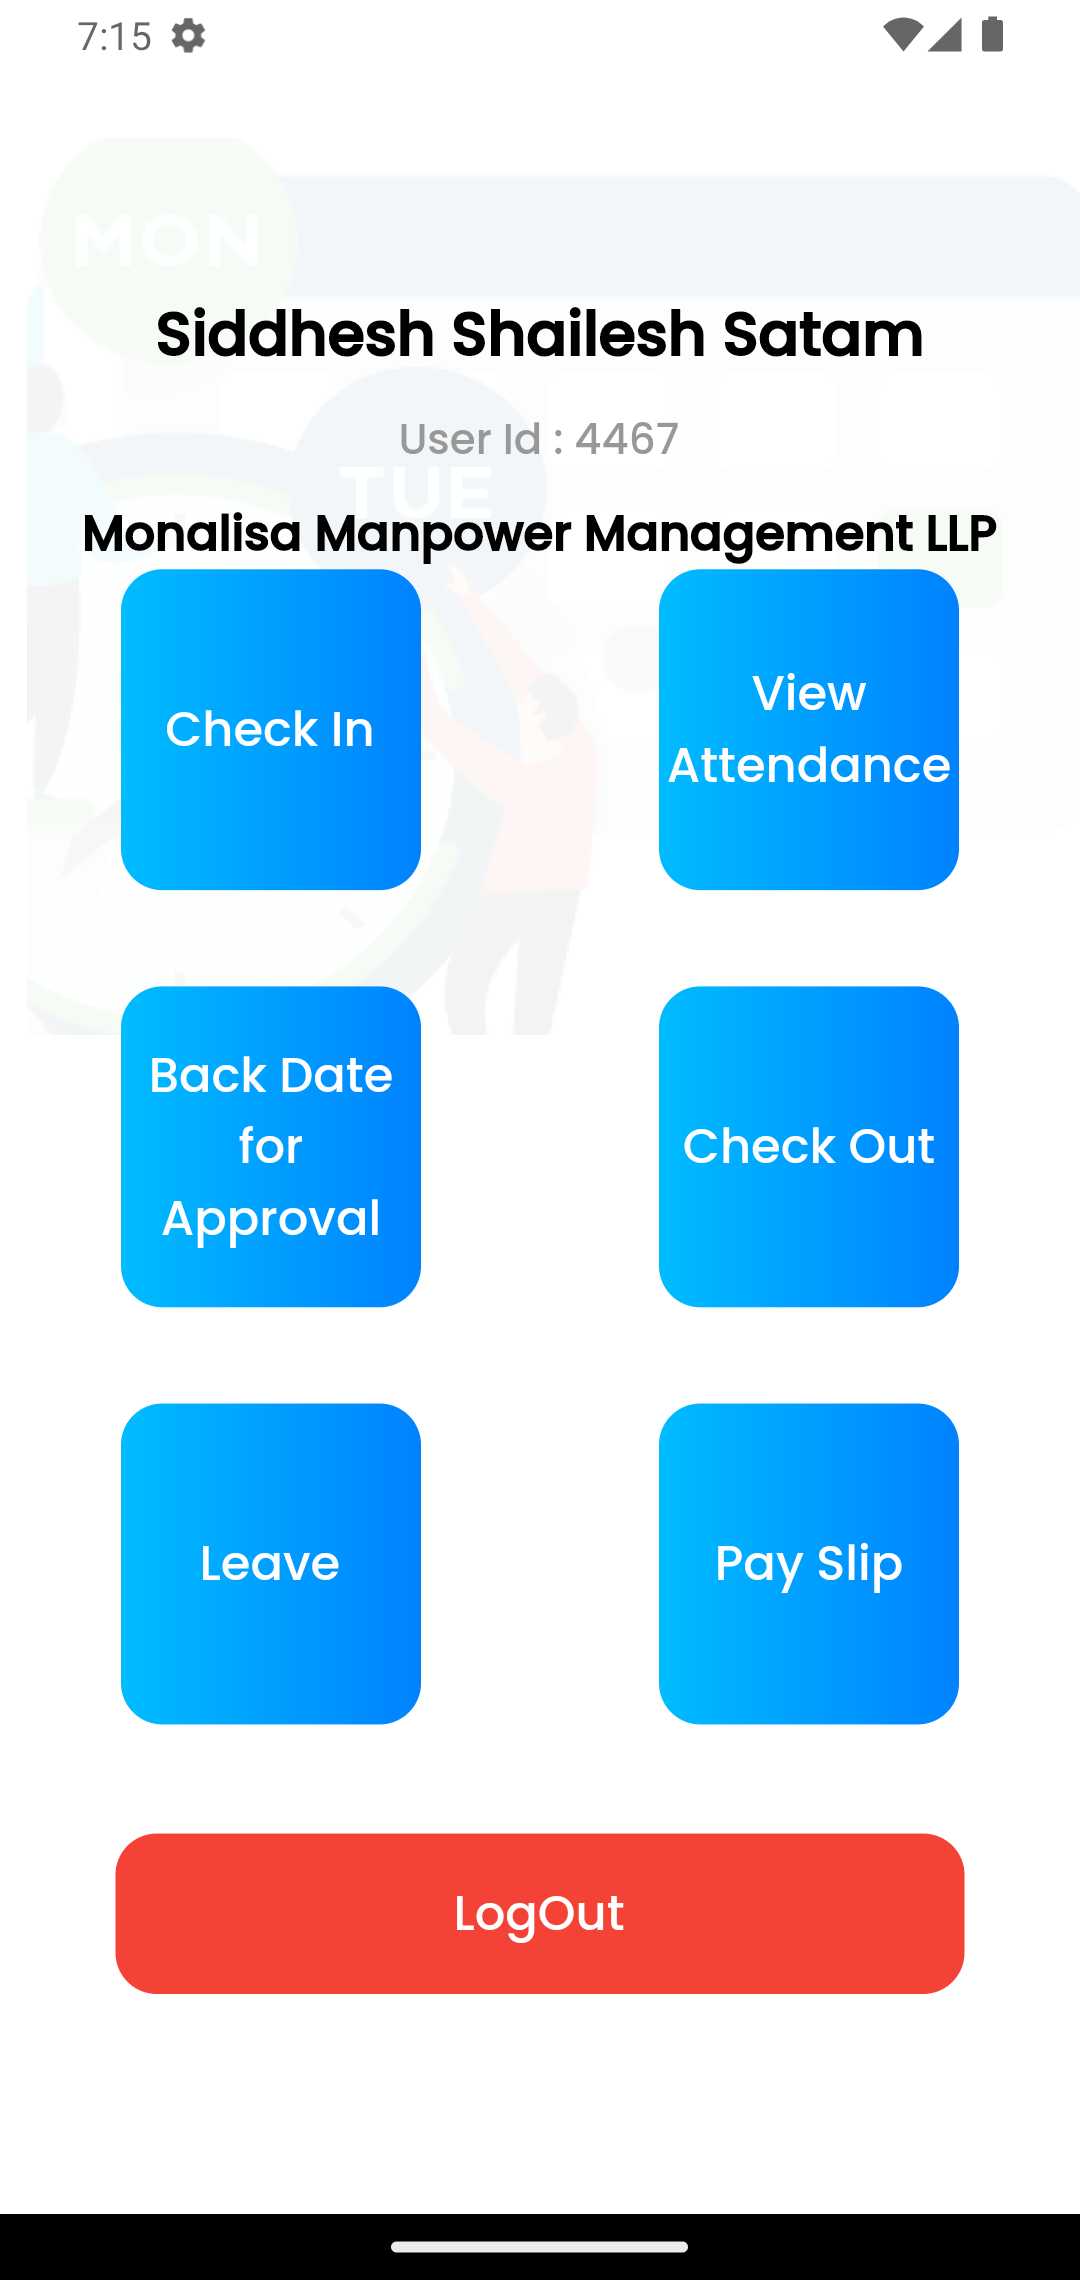 7:15
MON
Siddhesh Shailesh Satam
User Id : 4467
TUE
Monalisa Manpower Management LLP
Check In
View
Attendance
Back Date
for
Approval
Check Out
Leave
Pay Slip
LogOut